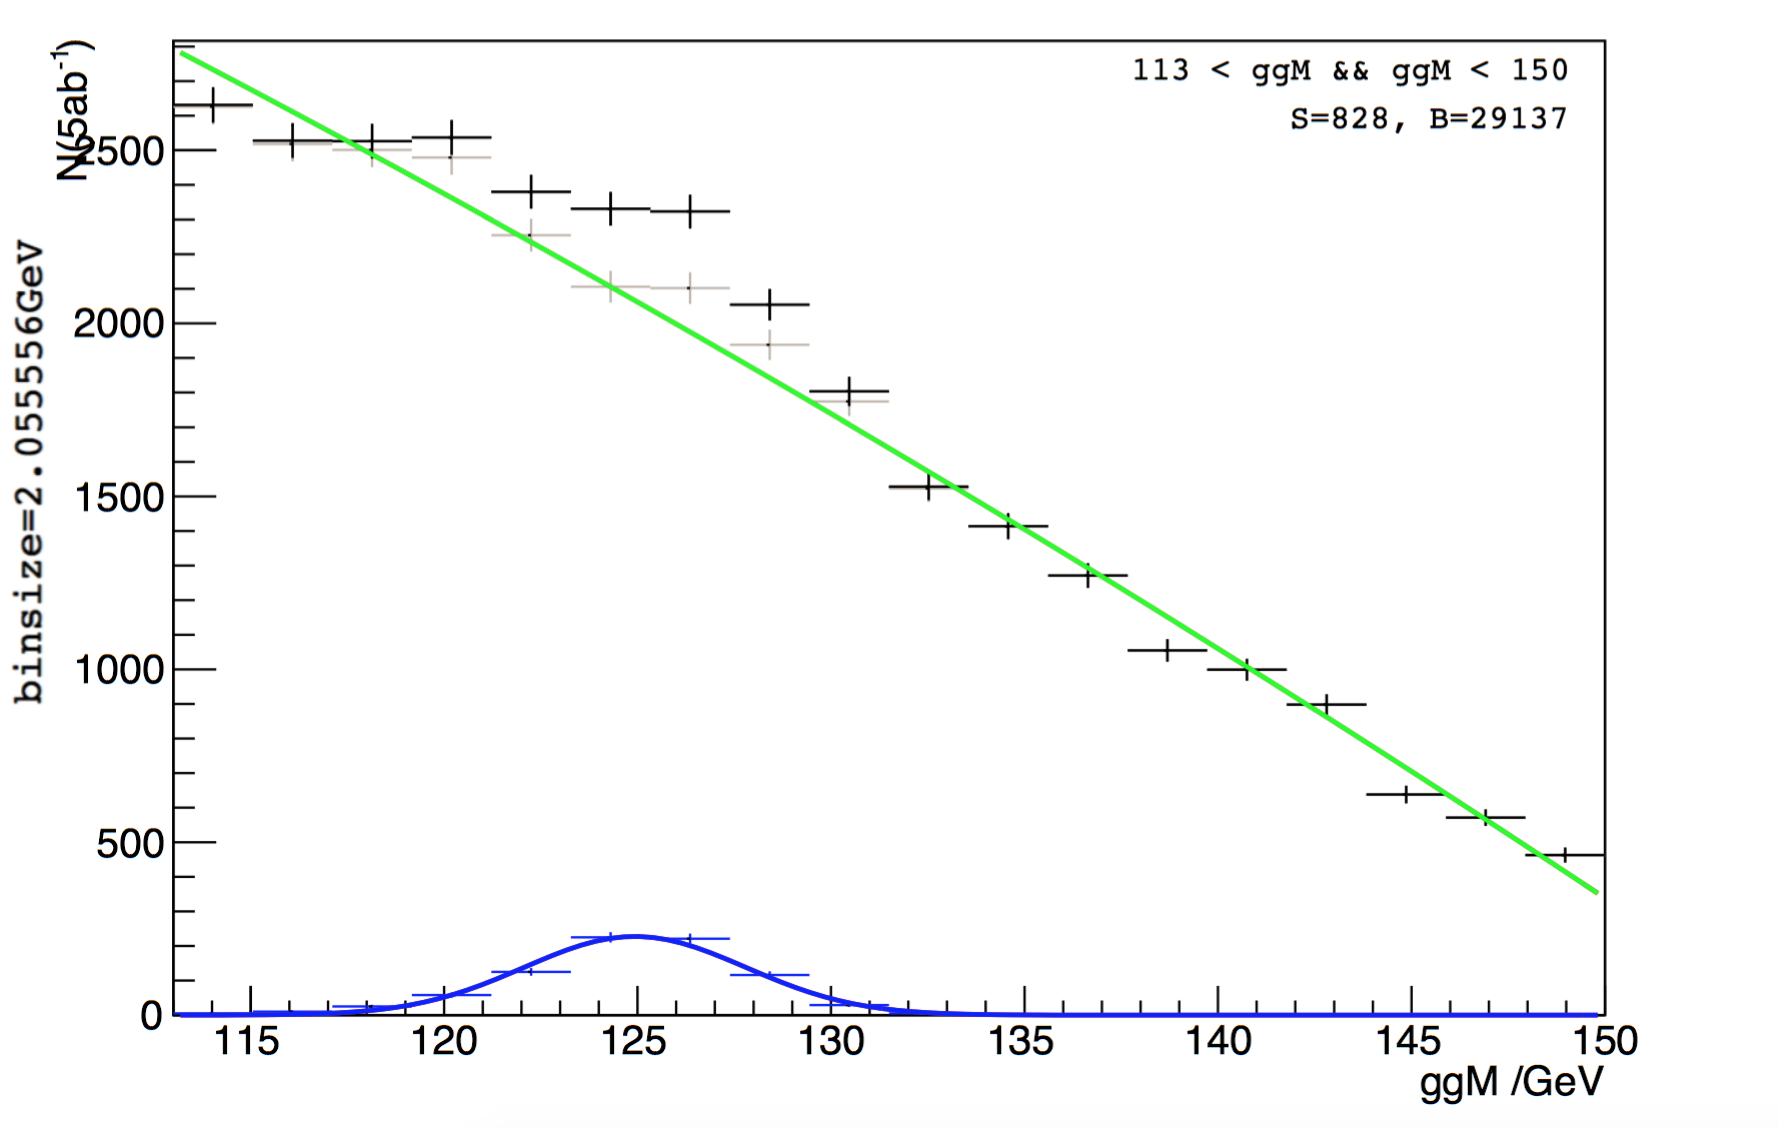 113 < ggM && ggM < 150
S=828, B=29137
N(5ab⁻¹)
binsize=2.055556GeV
2500
2000
1500
1000
500
0
115 120 125 130 135 140 145 150
ggM /GeV